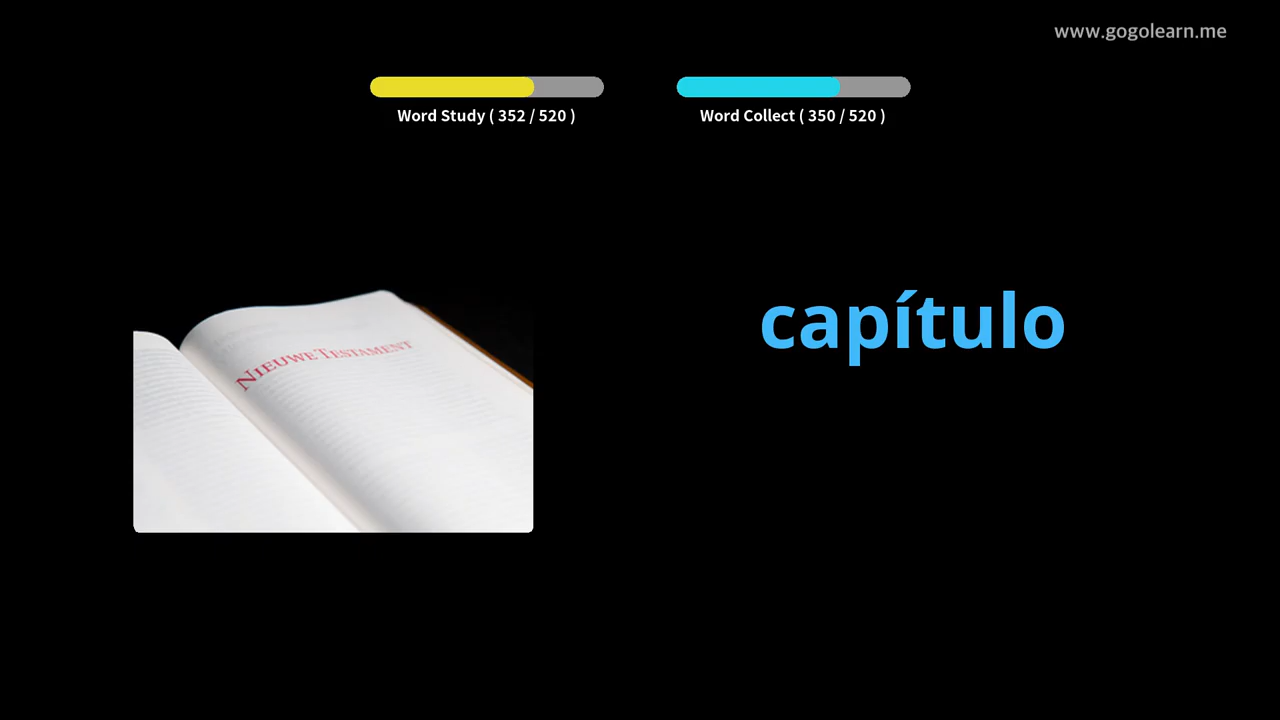 www.gogolearn.me
Word Study ( 352 / 520 )
Word Collect ( 350 / 520 )
capítulo
NIEUWE TESTAMENT